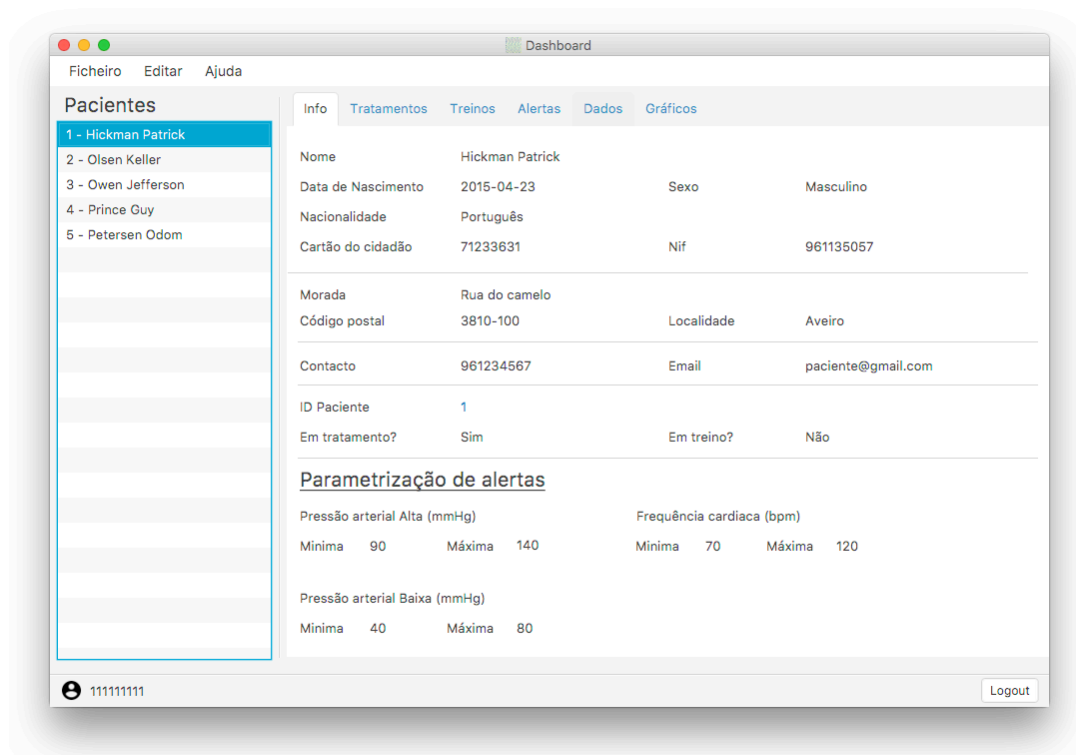 Dashboard
Ficheiro Editar Ajuda
Pacientes
1 - Hickman Patrick
2 - Olsen Keller
3 - Owen Jefferson
4 - Prince Guy
5 - Petersen Odom
Info Tratamentos Treinos Alertas Dados Gráficos
Nome Hickman Patrick
Data de Nascimento 2015-04-23 Sexo Masculino
Nacionalidade Português
Cartão do cidadão 71233631 Nif 961135057
Morada Rua do camelo
Código postal 3810-100 Localidade Aveiro
Contacto 961234567 Email paciente@gmail.com
ID Paciente 1
Em tratamento? Sim Em treino? Não
Parametrização de alertas
Pressão arterial Alta (mmHg) Frequência cardiaca (bpm)
Minima 90 Máxima 140 Minima 70 Máxima 120
Pressão arterial Baixa (mmHg)
Minima 40 Máxima 80
111111111 Logout